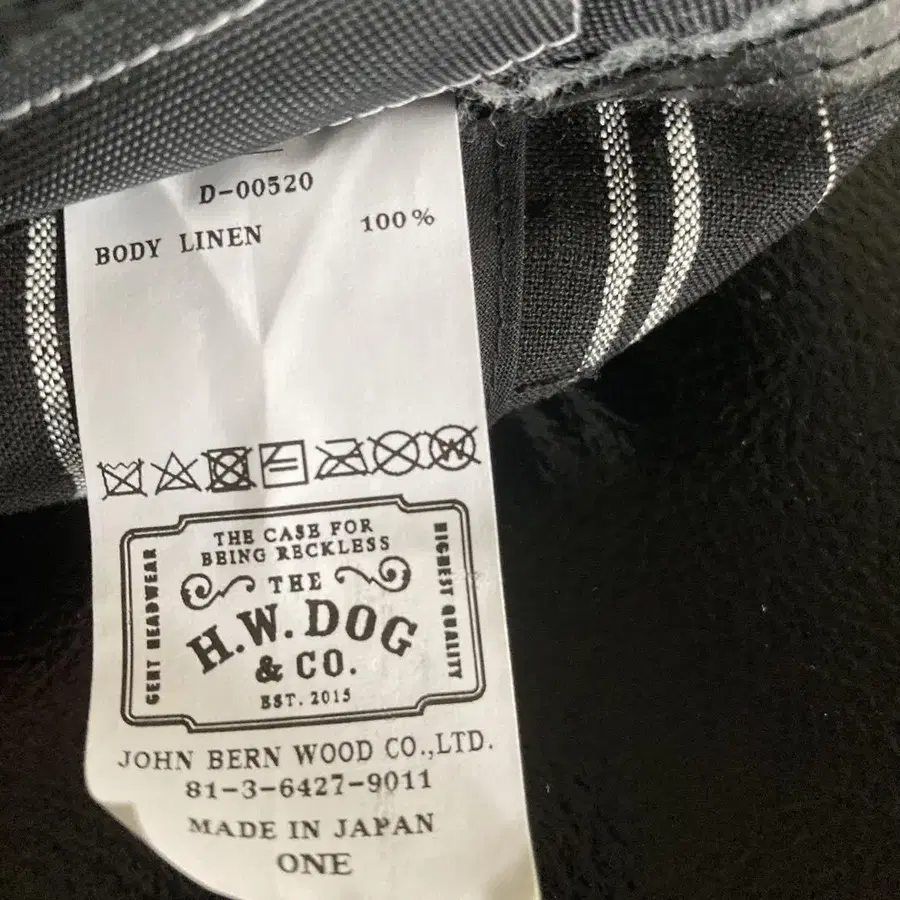 D-00520
BODY LINEN 100%
THE CASE FOR
BEING RECKLESS
GENT HEADWEAR
HIGHEST QUALITY
THE
H.W. DOG
& CO.
EST. 2015
JOHN BERN WOOD CO.,LTD.
81-3-6427-9011
MADE IN JAPAN
ONE